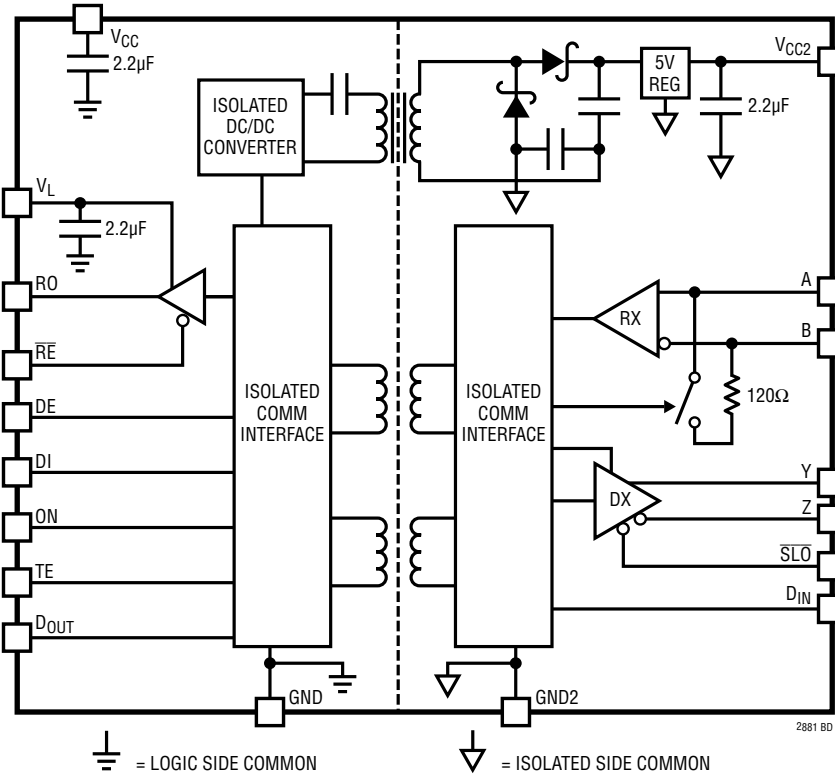 VCC
2.2µF
ISOLATED
DC/DC
CONVERTER
5V
REG
VCC2
2.2µF
VL
2.2µF
RO
RE
DE
DI
ON
TE
DOUT
ISOLATED
COMM
INTERFACE
ISOLATED
COMM
INTERFACE
RX
A
B
120Ω
DX
Y
Z
SLO
DIN
GND
GND2
2881 BD
= LOGIC SIDE COMMON
= ISOLATED SIDE COMMON